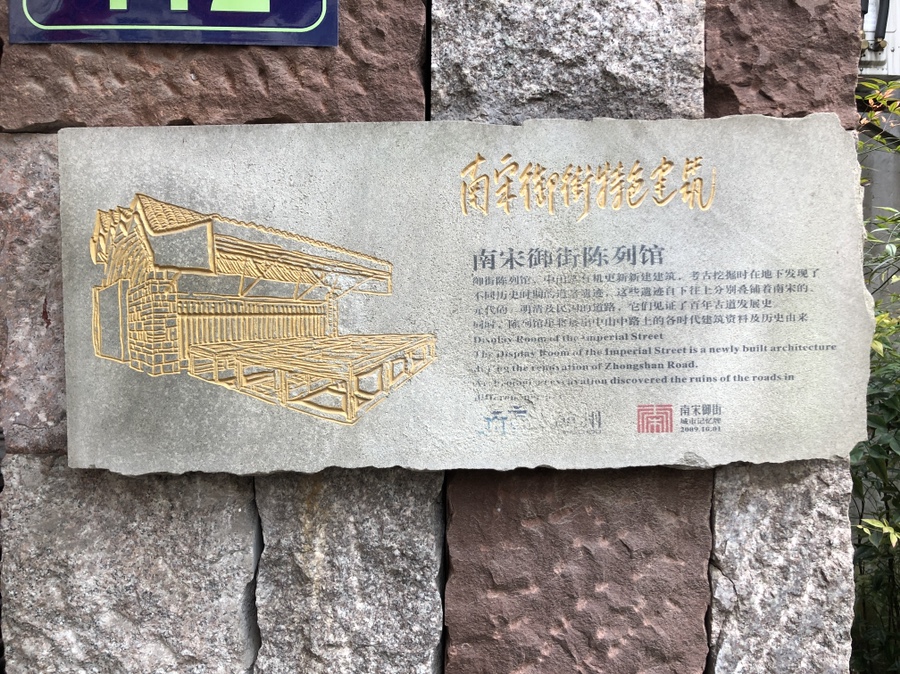 南宋御街特色建筑
南宋御街陈列馆
御街陈列馆，中山路有机更新新建建筑，考古挖掘时在地下发现了
不同历史时期的道路遗迹，这些遗迹自下往上分别叠铺着南宋的、
元代的、明清及民国的道路，它们见证了百年古道发展史
同时，陈列馆里将展示中山中路上的各时代建筑资料及历史由来
Display Room of the Imperial Street
The Display Room of the Imperial Street is a newly built architecture
the renovation of Zhongshan Road.
excavation discovered the ruins of the roads in
南宋御街
城市记忆牌
2009.10.01